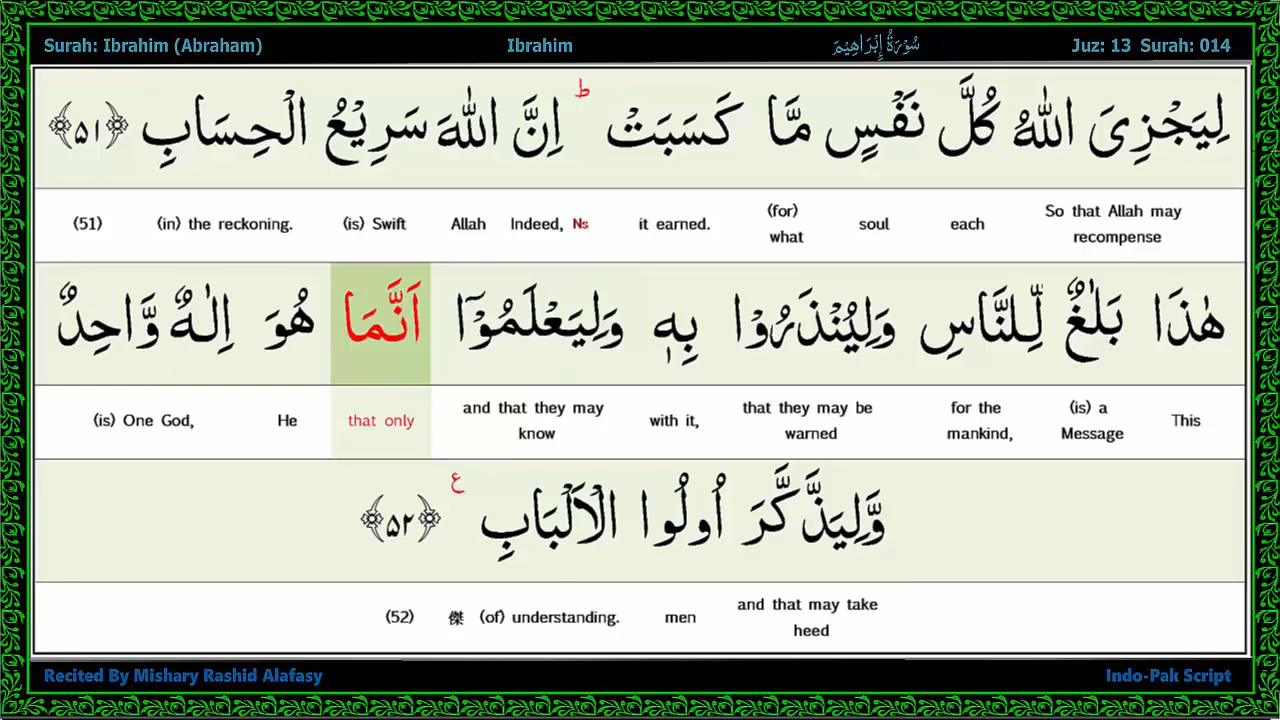 Surah: Ibrahim (Abraham) Ibrahim سُوْرَةُ إِبْرَاهِيْمَ Juz: 13 Surah: 014
لِيَجْزِىَ اللّٰهُ كُلَّ نَفْسٍ مَّا كَسَبَتْ ؕ اِنَّ اللّٰهَ سَرِيْعُ الْحِسَابِ ﴿۵۱﴾
(51) (in) the reckoning. (is) Swift Allah Indeed, Ns it earned. (for) what soul each So that Allah may recompense
هٰذَا بَلٰغٌ لِّلنَّاسِ وَلِيُنْذَرُوْا بِهٖ وَلِيَعْلَمُوْۤا اَنَّمَا هُوَ اِلٰـهٌ وَّاحِدٌ
(is) One God, He that only and that they may know with it, that they may be warned for the mankind, (is) a Message This
وَّلِيَذَّكَّرَ اُولُوا الْاَلْبَابِ ع ﴿۵۲﴾
(52) 傑 (of) understanding. men and that may take heed
Recited By Mishary Rashid Alafasy Indo-Pak Script